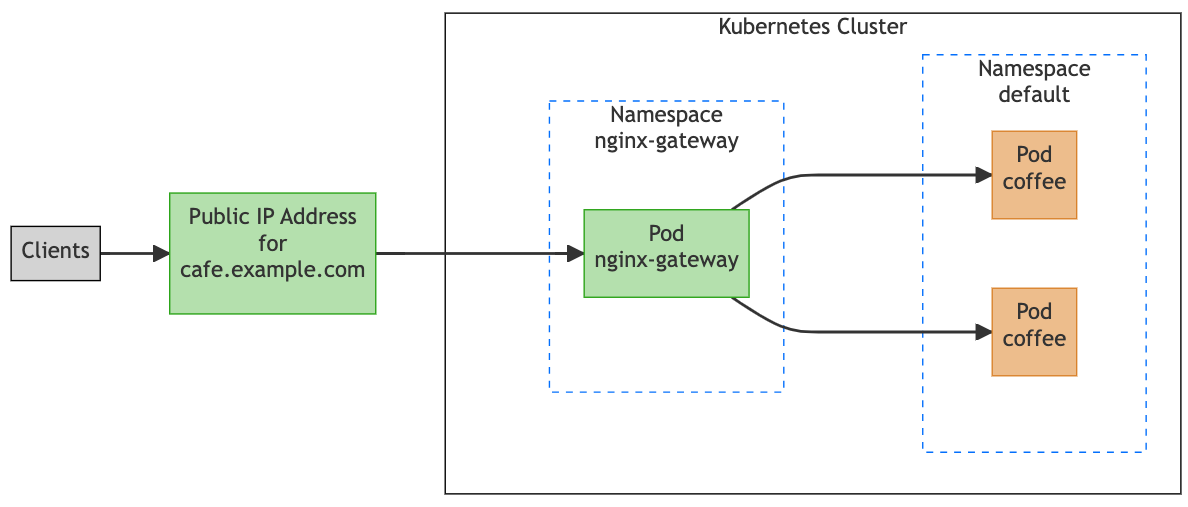 Kubernetes Cluster
Clients
Public IP Address
for
cafe.example.com
Namespace
nginx-gateway
Pod
nginx-gateway
Namespace
default
Pod
coffee
Pod
coffee